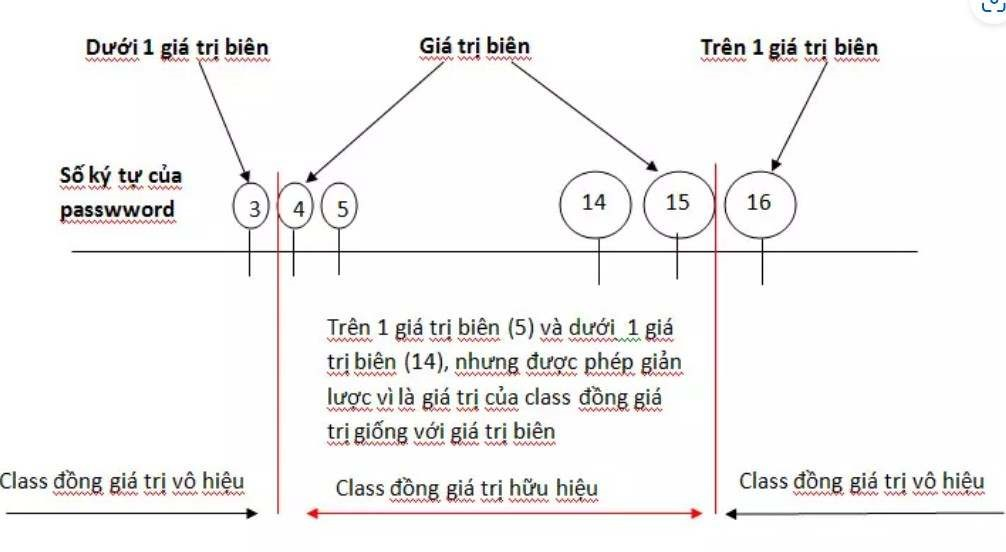 Dưới 1 giá trị biên
Giá trị biên
Trên 1 giá trị biên
Số ký tự của
passwword
3
4
5
14
15
16
Trên 1 giá trị biên (5) và dưới 1 giá
trị biên (14), nhưng được phép giản
lược vì là giá trị của class đồng giá
trị giống với giá trị biên
Class đồng giá trị vô hiệu
Class đồng giá trị hữu hiệu
Class đồng giá trị vô hiệu